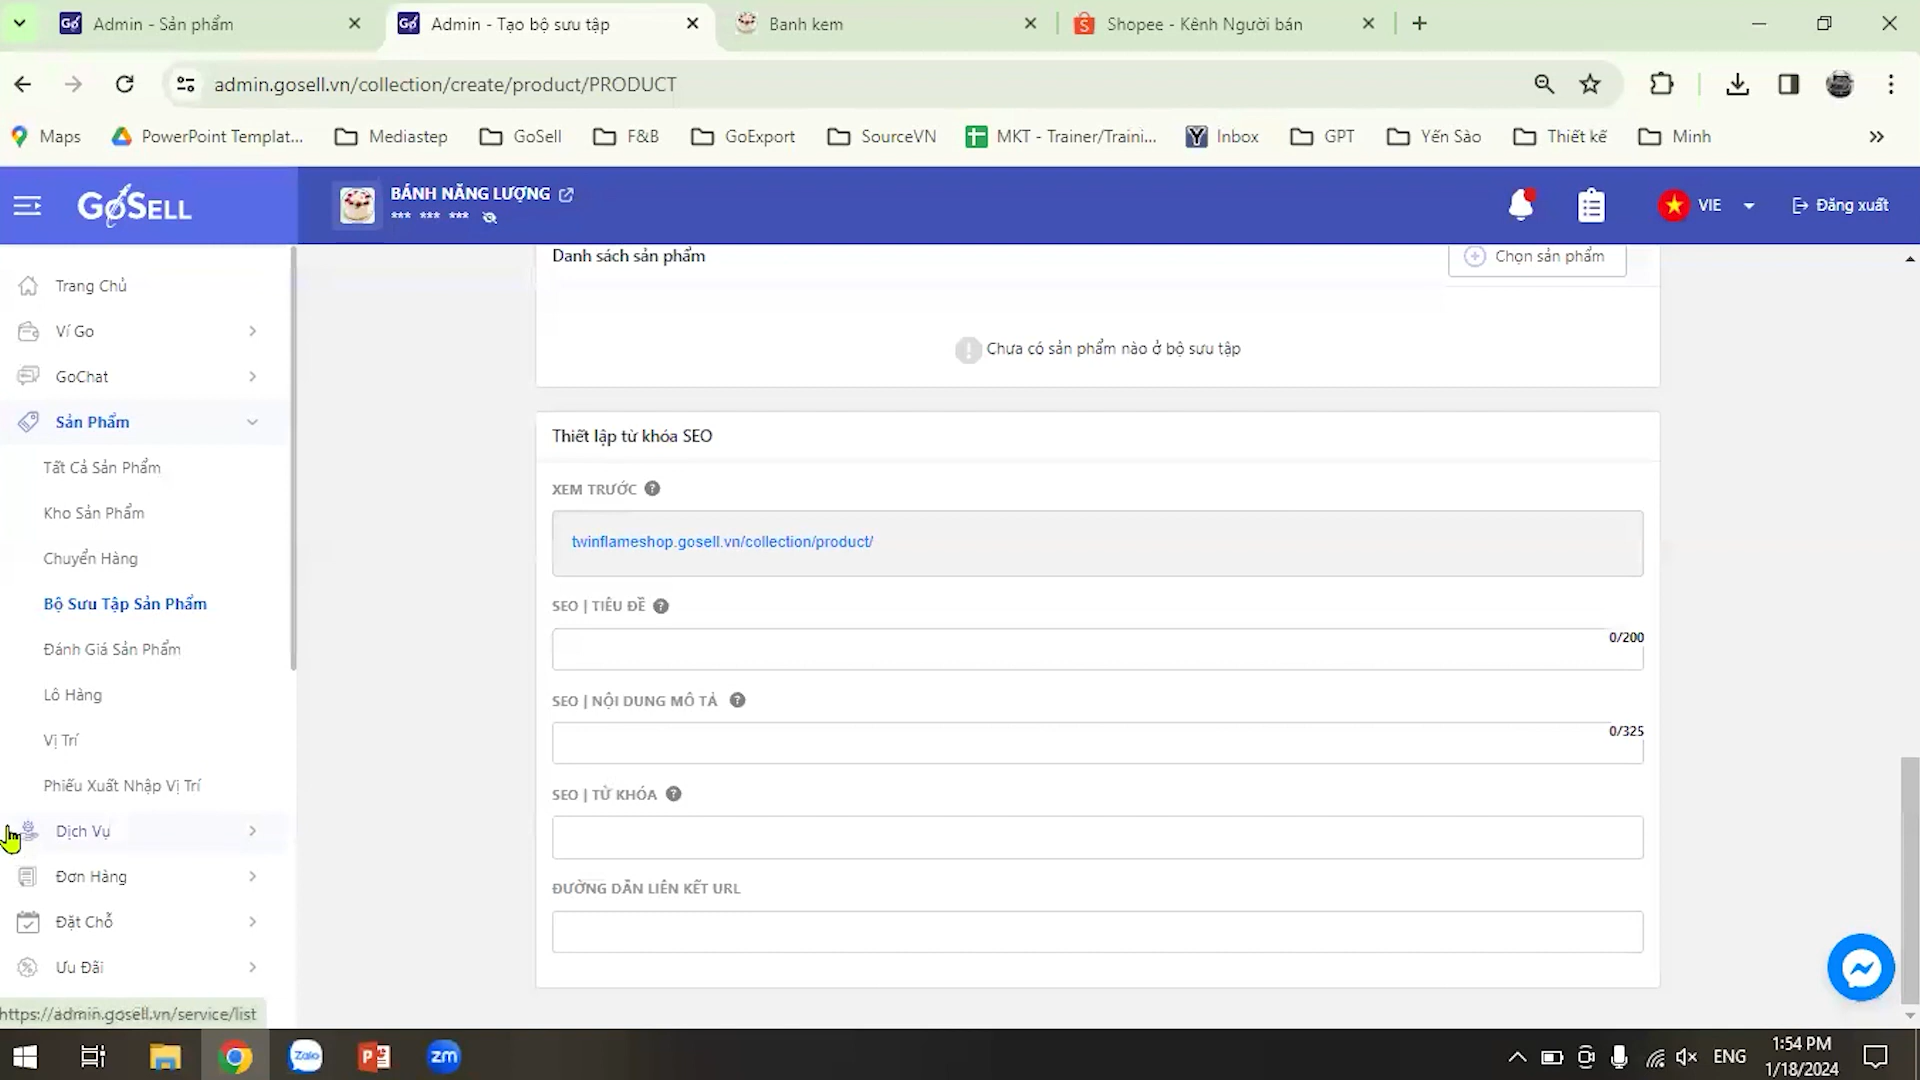 Admin - Sản phẩm
Admin - Tạo bộ sưu tập
Banh kem
Shopee - Kênh Người bán
admin.gosell.vn/collection/create/product/PRODUCT
Maps
PowerPoint Templat...
Mediastep
GoSell
F&B
GoExport
SourceVN
MKT - Trainer/Traini...
Inbox
GPT
Yến Sào
Thiết kế
Minh
GOSELL
BÁNH NĂNG LƯỢNG
*** *** ***
VIE
Đăng xuất
Trang Chủ
Ví Go
GoChat
Sản Phẩm
Tất Cả Sản Phẩm
Kho Sản Phẩm
Chuyển Hàng
Bộ Sưu Tập Sản Phẩm
Đánh Giá Sản Phẩm
Lô Hàng
Vị Trí
Phiếu Xuất Nhập Vị Trí
Dịch Vụ
Đơn Hàng
Đặt Chỗ
Ưu Đãi
https://admin.gosell.vn/service/list
Danh sách sản phẩm
Chọn sản phẩm
Chưa có sản phẩm nào ở bộ sưu tập
Thiết lập từ khóa SEO
XEM TRƯỚC
twinflameshop.gosell.vn/collection/product/
SEO | TIÊU ĐỀ
0/200
SEO | NỘI DUNG MÔ TẢ
0/325
SEO | TỪ KHÓA
ĐƯỜNG DẪN LIÊN KẾT URL
Zalo
zm
ENG
1:54 PM
1/18/2024